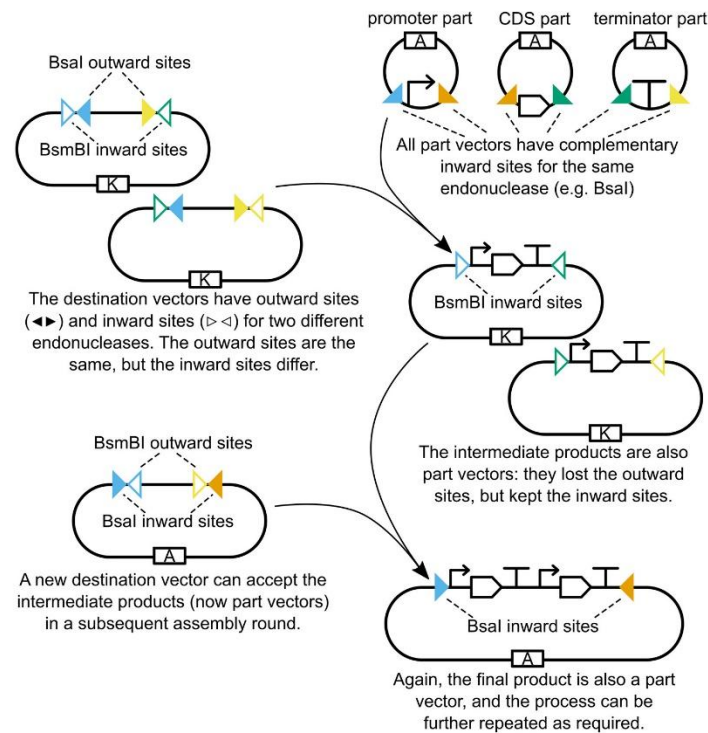 promoter part
CDS part
terminator part
A
A
A
All part vectors have complementary
inward sites for the same
endonuclease (e.g. BsaI)
BsaI outward sites
BsmBI inward sites
K
K
The destination vectors have outward sites
(◀▶) and inward sites (▷ ◁) for two different
endonucleases. The outward sites are the
same, but the inward sites differ.
BsmBI inward sites
K
K
The intermediate products are also
part vectors: they lost the outward
sites, but kept the inward sites.
BsmBI outward sites
BsaI inward sites
A
A new destination vector can accept the
intermediate products (now part vectors)
in a subsequent assembly round.
BsaI inward sites
A
Again, the final product is also a part
vector, and the process can be
further repeated as required.